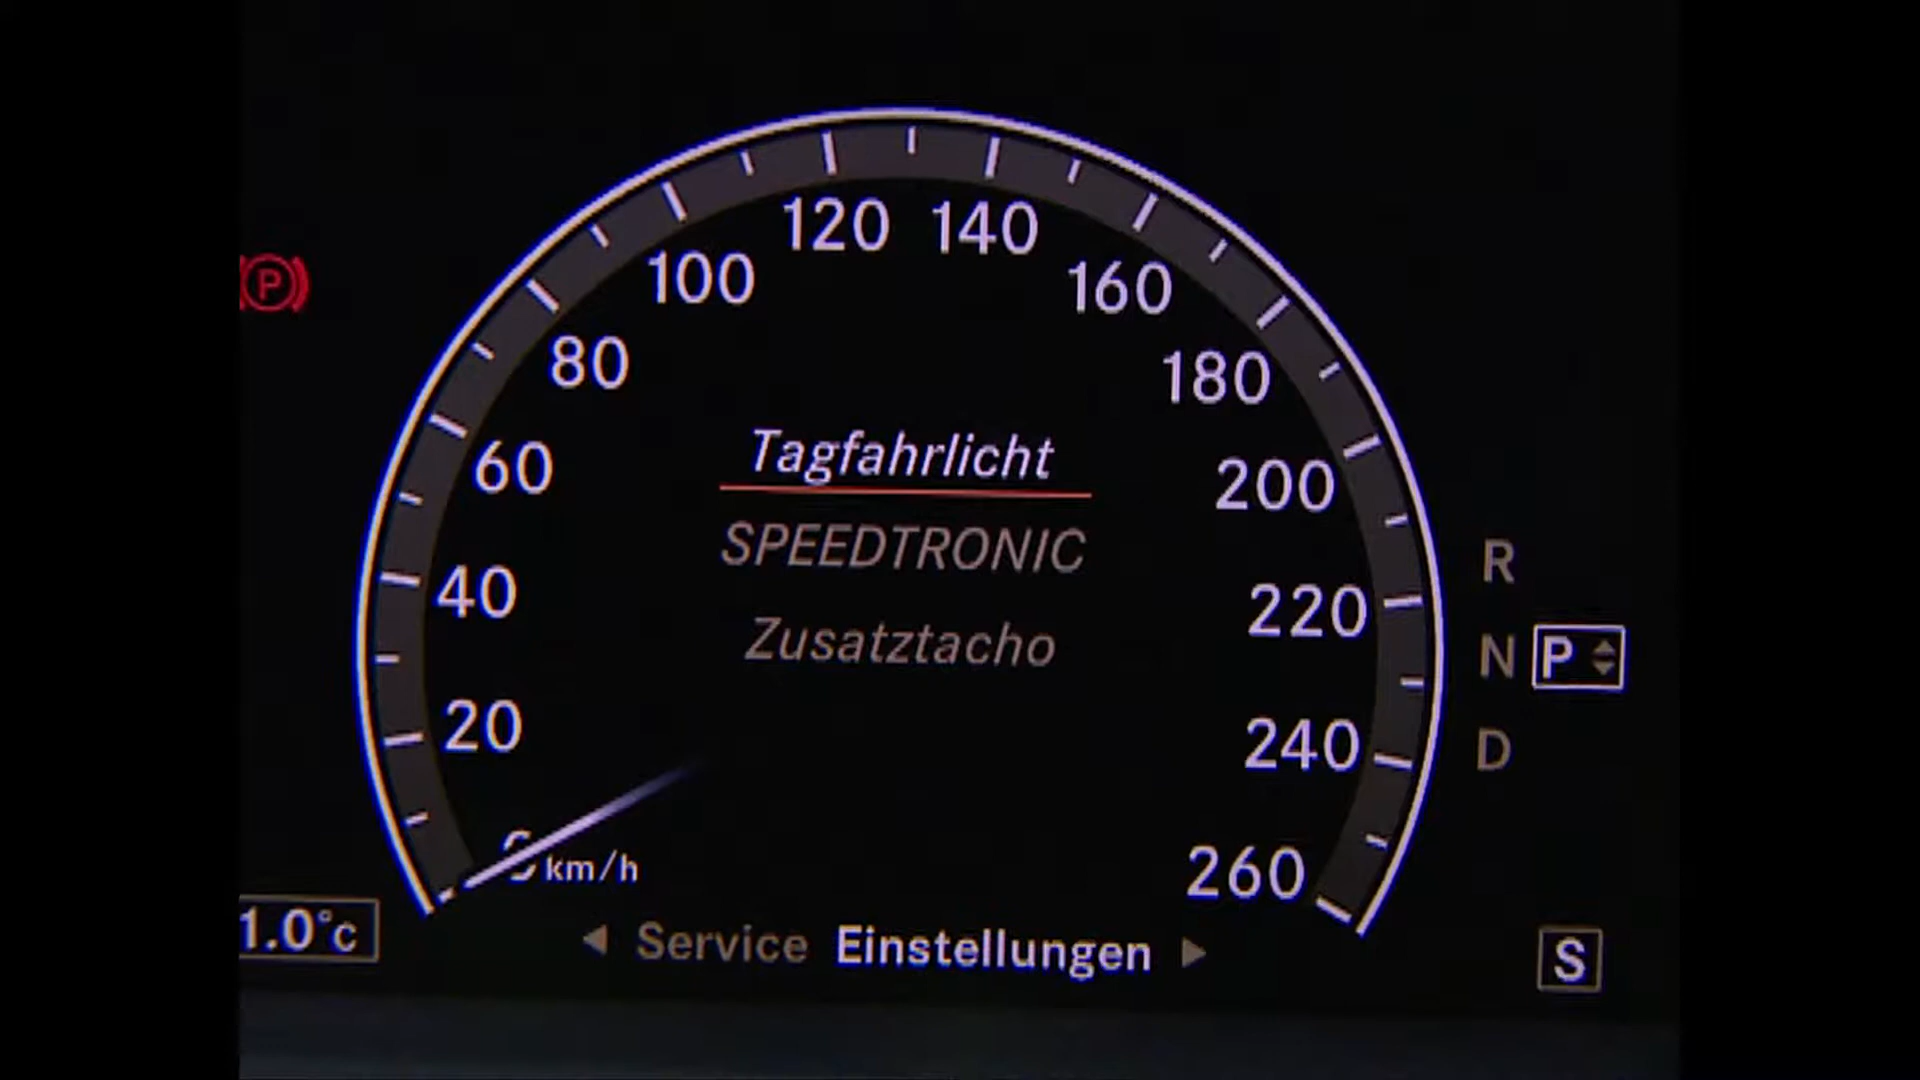 120 140
100 160
80 180
60 200
40 220
20 240
0 km/h 260
Tagfahrlicht
SPEEDTRONIC
Zusatztacho
P
R
N P
D
1.0°C
Service Einstellungen
S